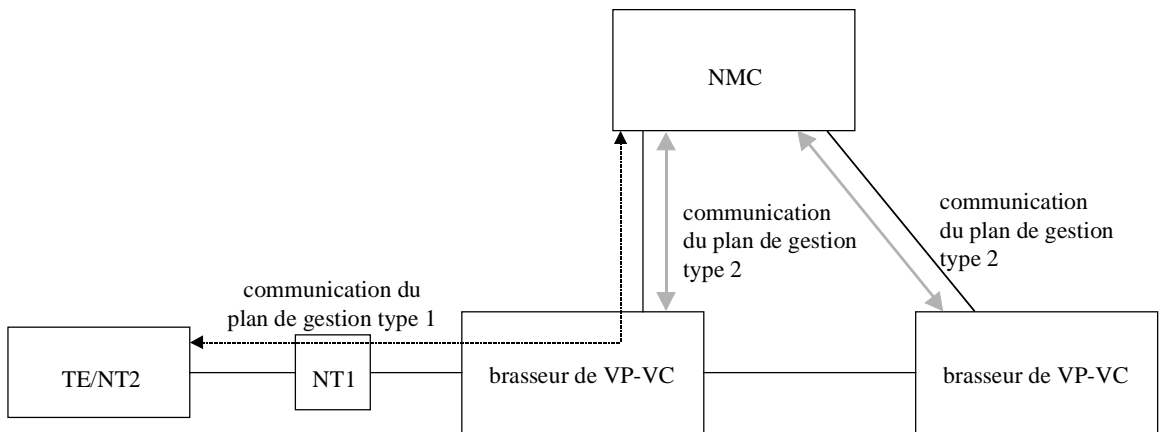 NMC
communication
du plan de gestion
type 2
communication
du plan de gestion
type 2
communication du
plan de gestion type 1
TE/NT2
NT1
brasseur de VP-VC
brasseur de VP-VC